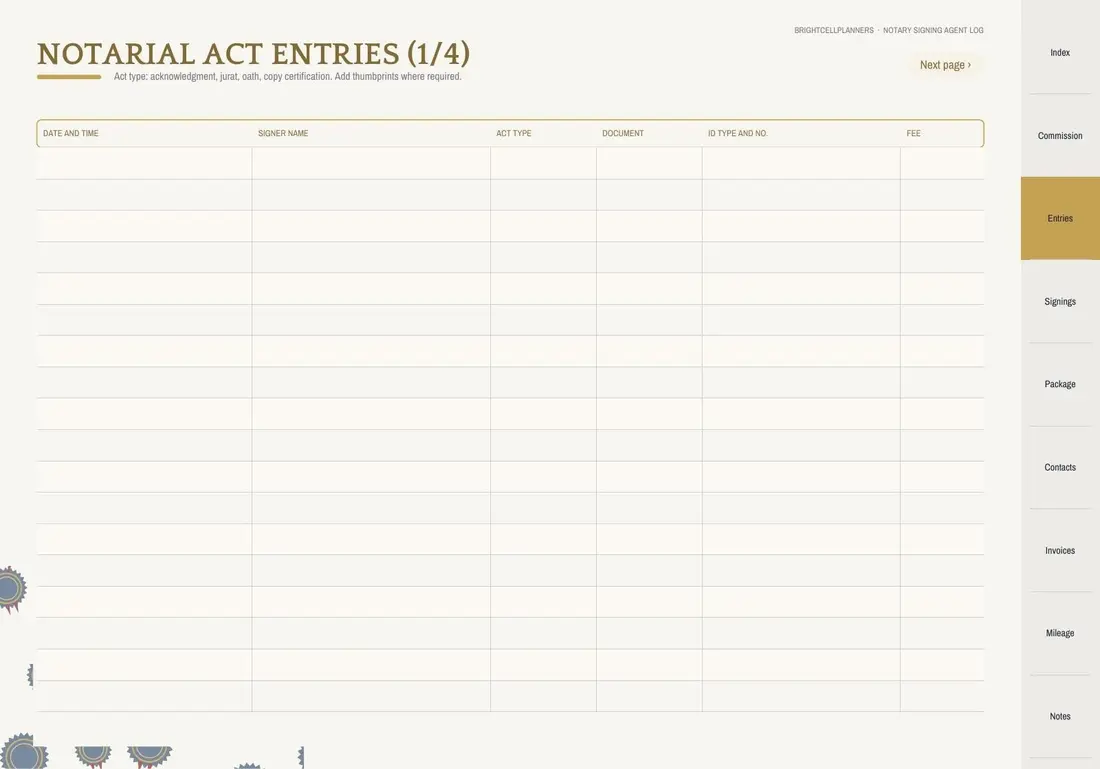 BRIGHTCELLPLANNERS · NOTARY SIGNING AGENT LOG
NOTARIAL ACT ENTRIES (1/4)
Next page ›
Act type: acknowledgment, jurat, oath, copy certification. Add thumbprints where required.
DATE AND TIME
SIGNER NAME
ACT TYPE
DOCUMENT
ID TYPE AND NO.
FEE
Index
Commission
Entries
Signings
Package
Contacts
Invoices
Mileage
Notes